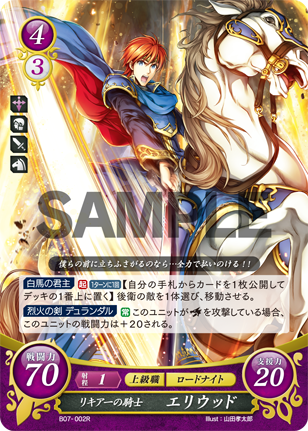 4
3
SAMPLE
僕らの前に立ちふさがるのなら…全力で払いのける!!
白馬の君主 起 1ターンに1回 【自分の手札からカードを1枚公開して
デッキの1番上に置く】後衛の敵を1体選び、移動させる。
烈火の剣 デュランダル 常 このユニットが を攻撃している場合、
このユニットの戦闘力は+20される。
戦闘力
70
射程 1 上級職 ロードナイト
支援力
20
リキアーの騎士 エリウッド
B07-002R
Illust:山田孝太郎